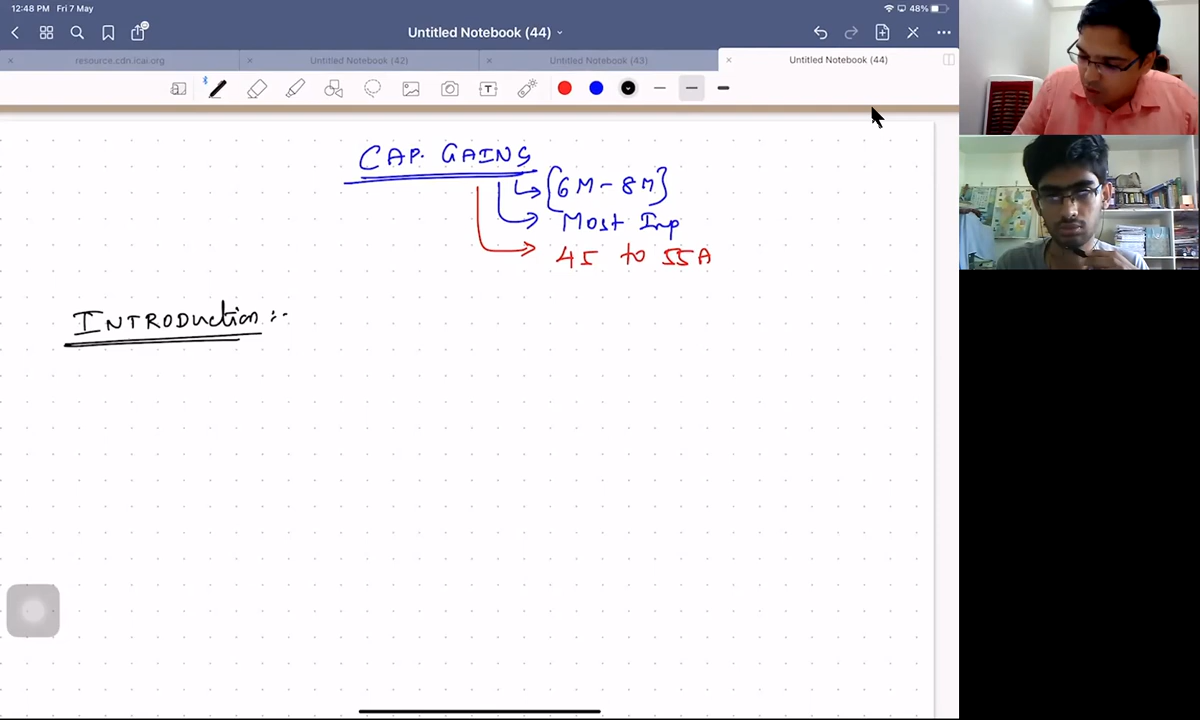 12:48 PM Fri 7 May
48%
Untitled Notebook (44)
resource.cdn.icai.org
Untitled Notebook (42)
Untitled Notebook (43)
Untitled Notebook (44)
T
CAP. GAINS
[6M - 8M]
Most Imp
45 to 55A
INTRODuction :-